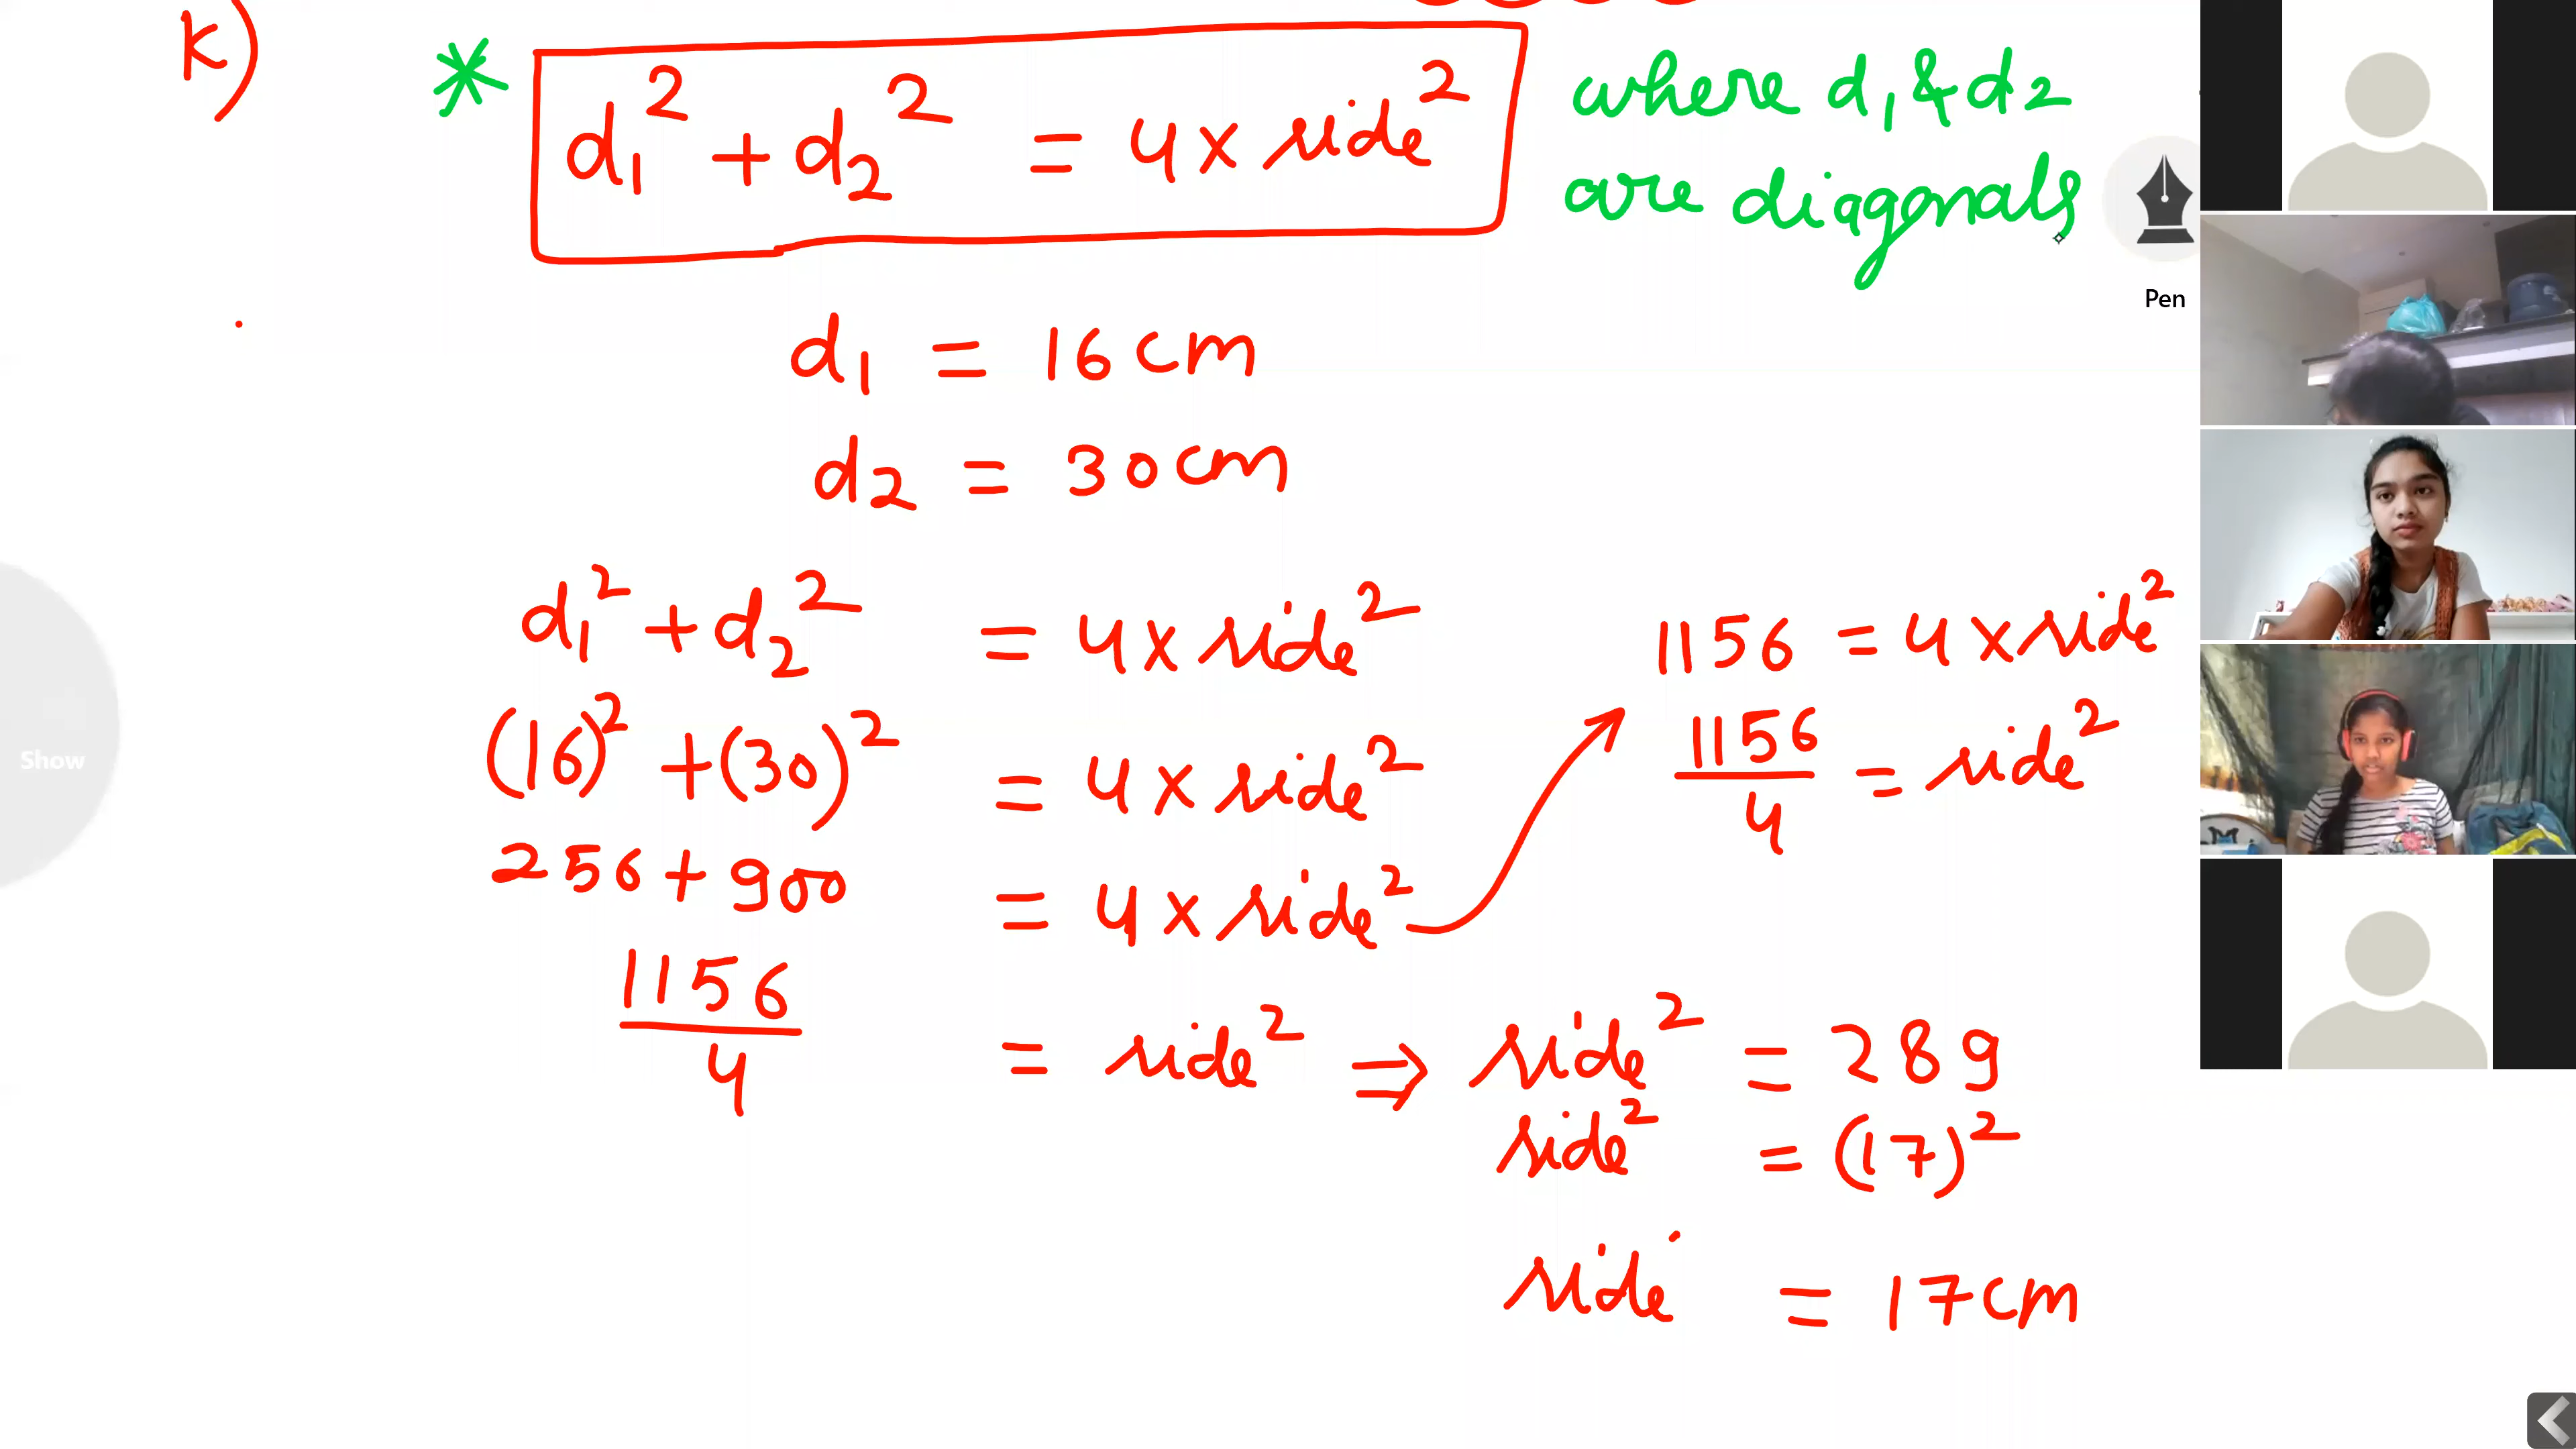 k)
* d₁² + d₂² = 4 x side²
where d₁ & d2
are diagonals
Pen
d₁ = 16 cm
d2 = 30 cm
d₁² + d₂² = 4 x side²
(16)² + (30)² = 4 x side²
256 + 900 = 4 x side²
1156/4 = side² ⇒ side² = 289
1156 = 4 x side²
1156/4 = side²
side² = (17)²
side = 17 cm
Show